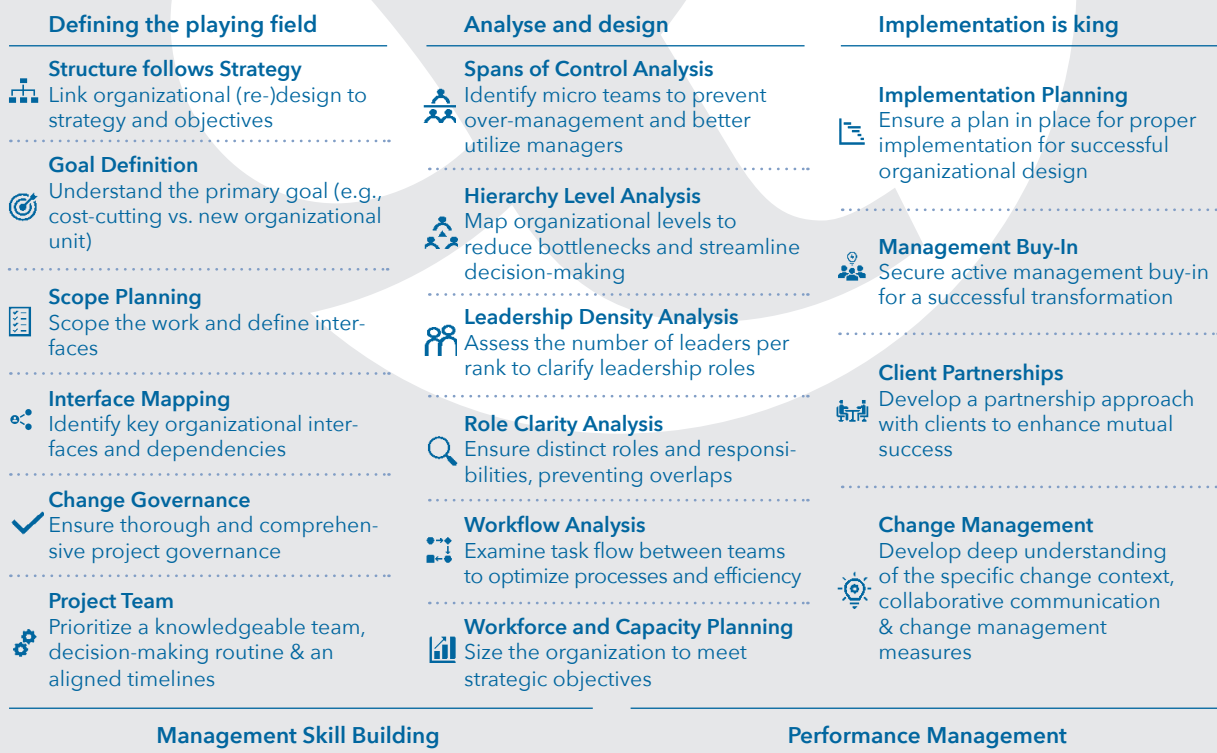 Defining the playing field
Structure follows Strategy
Link organizational (re-)design to
strategy and objectives
Goal Definition
Understand the primary goal (e.g.,
cost-cutting vs. new organizational
unit)
Scope Planning
Scope the work and define inter-
faces
Interface Mapping
Identify key organizational inter-
faces and dependencies
Change Governance
Ensure thorough and comprehen-
sive project governance
Project Team
Prioritize a knowledgeable team,
decision-making routine & an
aligned timelines
Analyse and design
Spans of Control Analysis
Identify micro teams to prevent
over-management and better
utilize managers
Hierarchy Level Analysis
Map organizational levels to
reduce bottlenecks and streamline
decision-making
Leadership Density Analysis
Assess the number of leaders per
rank to clarify leadership roles
Role Clarity Analysis
Ensure distinct roles and responsi-
bilities, preventing overlaps
Workflow Analysis
Examine task flow between teams
to optimize processes and efficiency
Workforce and Capacity Planning
Size the organization to meet
strategic objectives
Implementation is king
Implementation Planning
Ensure a plan in place for proper
implementation for successful
organizational design
Management Buy-In
Secure active management buy-in
for a successful transformation
Client Partnerships
Develop a partnership approach
with clients to enhance mutual
success
Change Management
Develop deep understanding
of the specific change context,
collaborative communication
& change management
measures
Management Skill Building
Performance Management